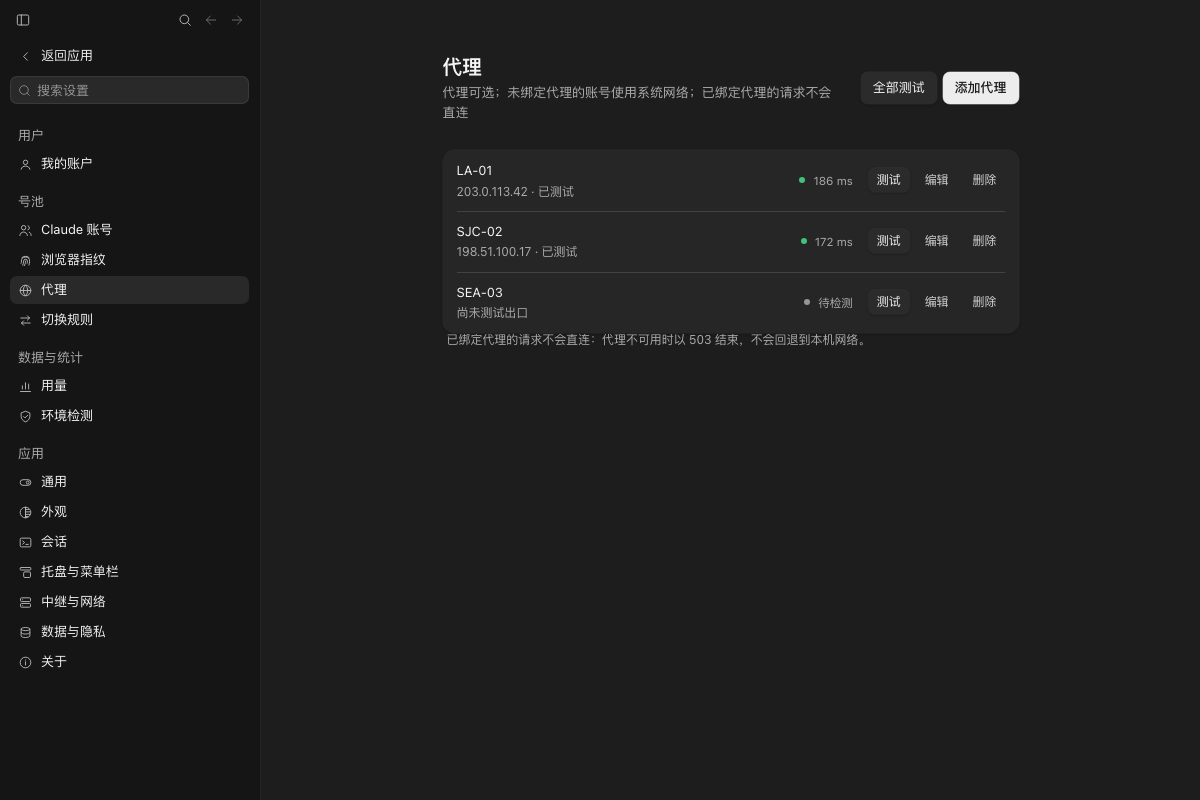 返回应用
搜索设置
用户
我的账户
号池
Claude 账号
浏览器指纹
代理
切换规则
数据与统计
用量
环境检测
应用
通用
外观
会话
托盘与菜单栏
中继与网络
数据与隐私
关于
代理
代理可选；未绑定代理的账号使用系统网络；已绑定代理的请求不会
直连
全部测试
添加代理
LA-01
203.0.113.42 · 已测试
186 ms
测试
编辑
删除
SJC-02
198.51.100.17 · 已测试
172 ms
测试
编辑
删除
SEA-03
尚未测试出口
待检测
测试
编辑
删除
已绑定代理的请求不会直连：代理不可用时以 503 结束，不会回退到本机网络。